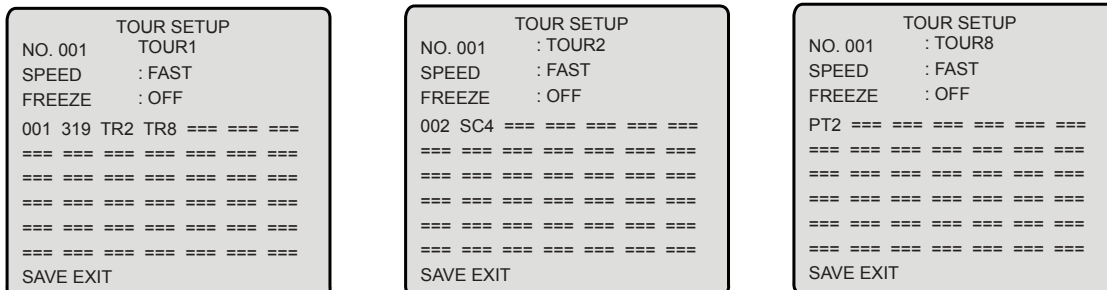 TOUR SETUP
NO. 001 TOUR1
SPEED : FAST
FREEZE : OFF
001 319 TR2 TR8 === === ===
=== === === === === === ===
=== === === === === === ===
=== === === === === === ===
=== === === === === === ===
=== === === === === === ===
SAVE EXIT
TOUR SETUP
NO. 001 : TOUR2
SPEED : FAST
FREEZE : OFF
002 SC4 === === === === ===
=== === === === === === ===
=== === === === === === ===
=== === === === === === ===
=== === === === === === ===
=== === === === === === ===
SAVE EXIT
TOUR SETUP
NO. 001 : TOUR8
SPEED : FAST
FREEZE : OFF
PT2 === === === === === ===
=== === === === === === ===
=== === === === === === ===
=== === === === === === ===
=== === === === === === ===
=== === === === === === ===
SAVE EXIT